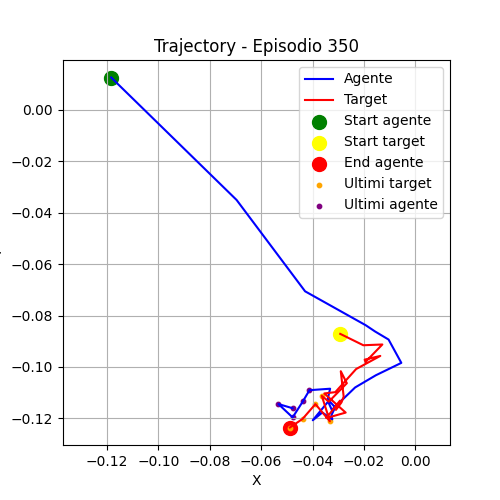 Trajectory - Episodio 350
Agente
Target
Start agente
Start target
End agente
Ultimi target
Ultimi agente
0.00
−0.02
−0.04
−0.06
−0.08
−0.10
−0.12
−0.12
−0.10
−0.08
−0.06
−0.04
−0.02
0.00
X